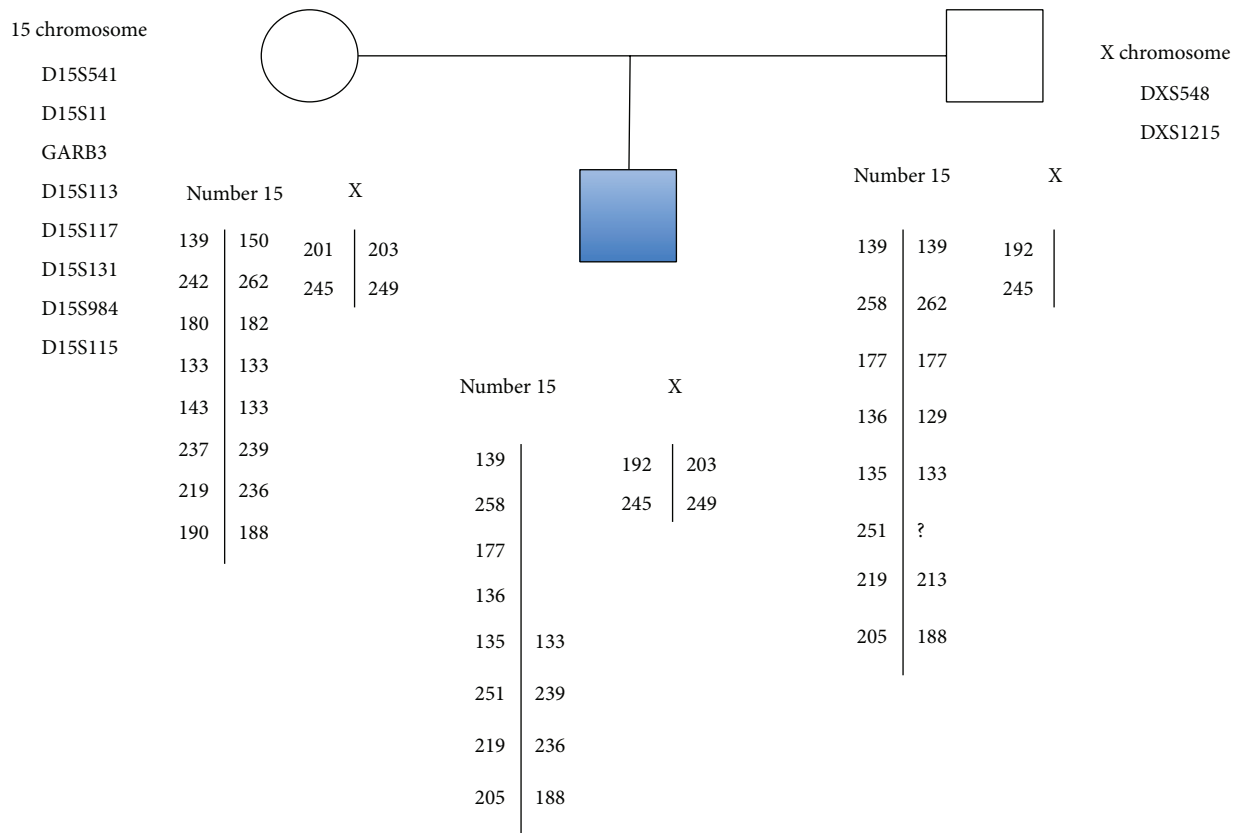 15 chromosome
D15S541
D15S11
GARB3
D15S113
D15S117
D15S131
D15S984
D15S115
Number 15 X
139 150
242 262
180 182
133 133
143 133
237 239
219 236
190 188
201 203
245 249
Number 15 X
139
258
177
136
135 133
251 239
219 236
205 188
192 203
245 249
X chromosome
DXS548
DXS1215
Number 15 X
139 139
258 262
177 177
136 129
135 133
251 ?
219 213
205 188
192
245